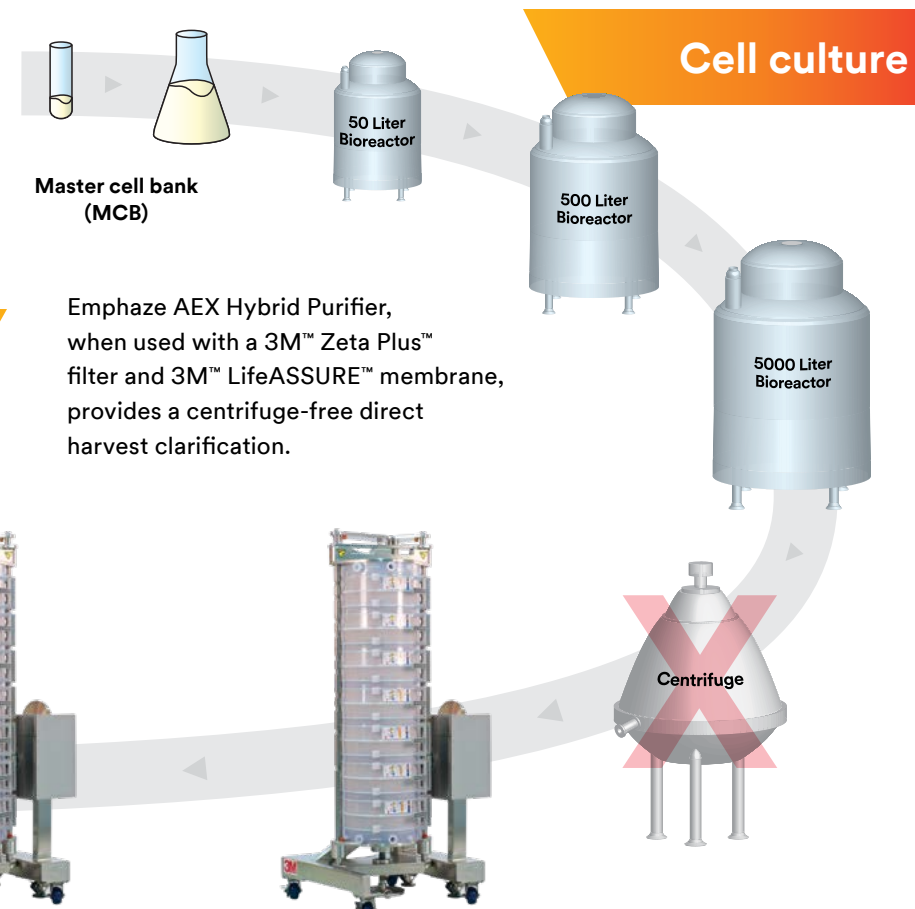 Cell culture
50 Liter
Bioreactor
Master cell bank
(MCB)
500 Liter
Bioreactor
Emphaze AEX Hybrid Purifier,
when used with a 3M™ Zeta Plus™
filter and 3M™ LifeASSURE™ membrane,
provides a centrifuge-free direct
harvest clarification.
5000 Liter
Bioreactor
Centrifuge
3M